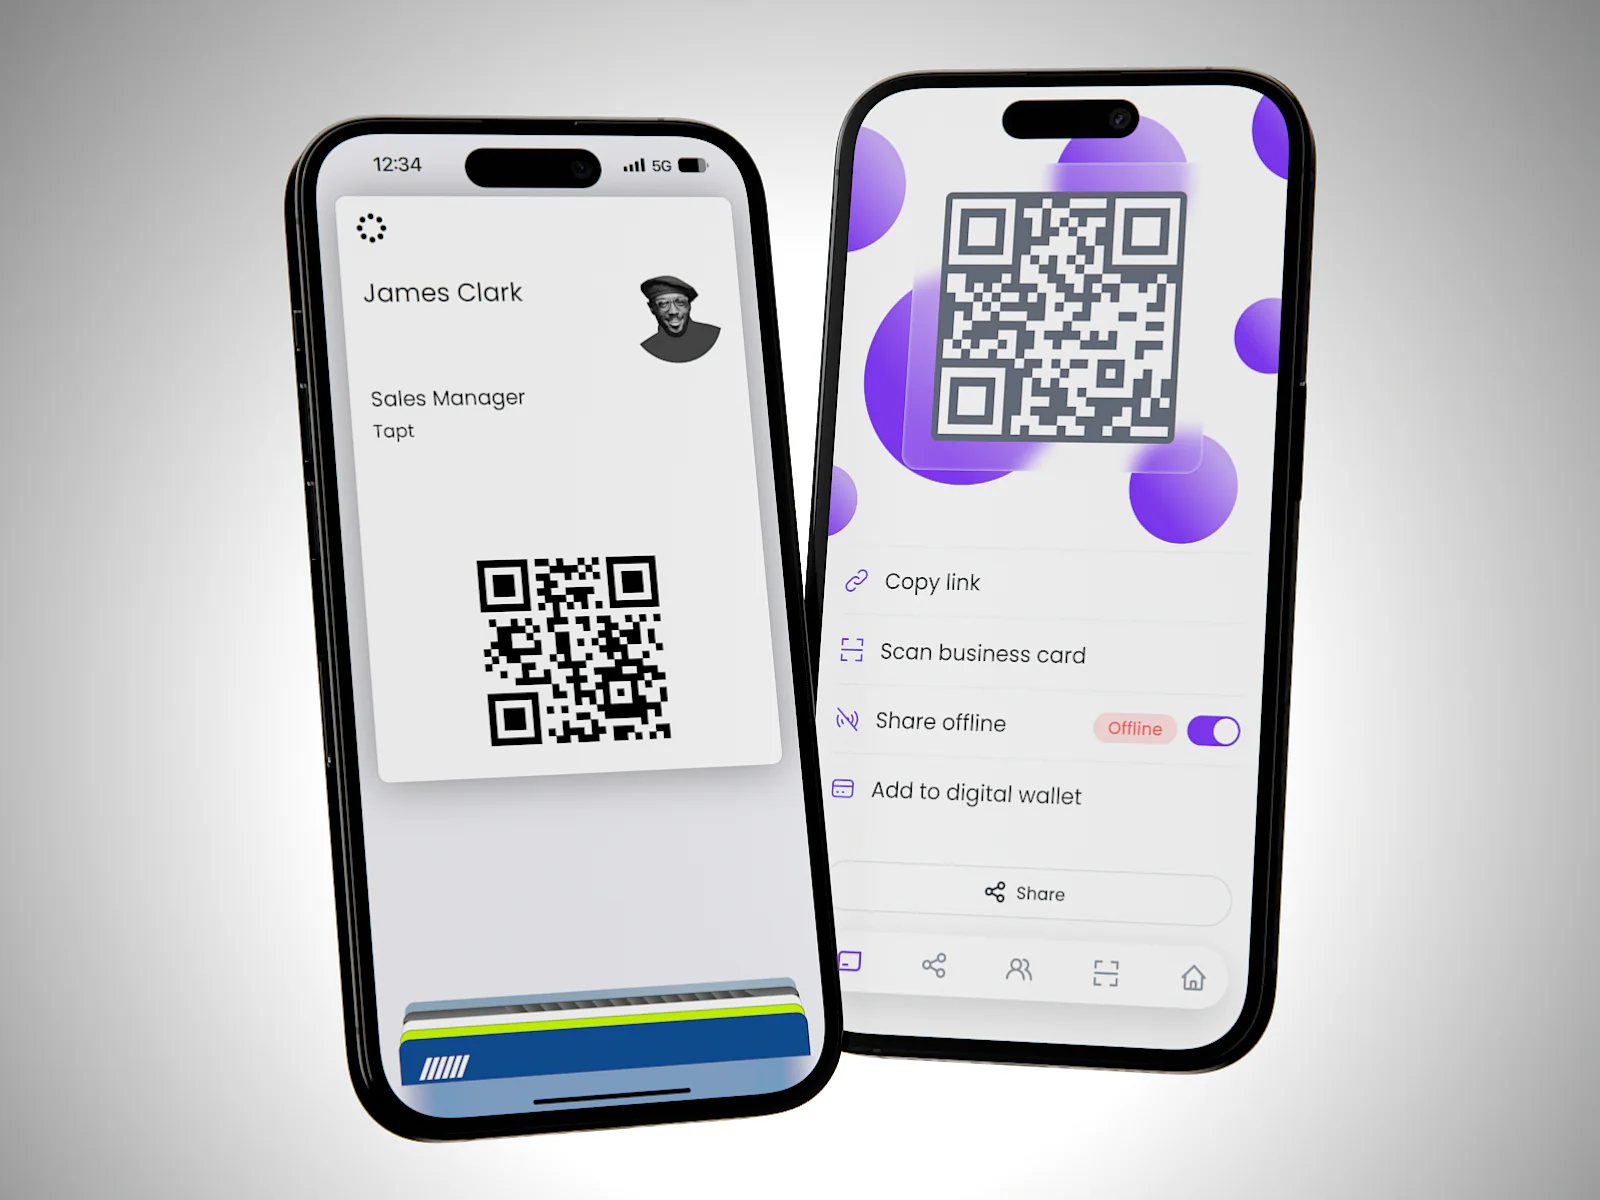 12:34
5G
James Clark
Sales Manager
Tapt
Copy link
Scan business card
Share offline
Offline
Add to digital wallet
Share